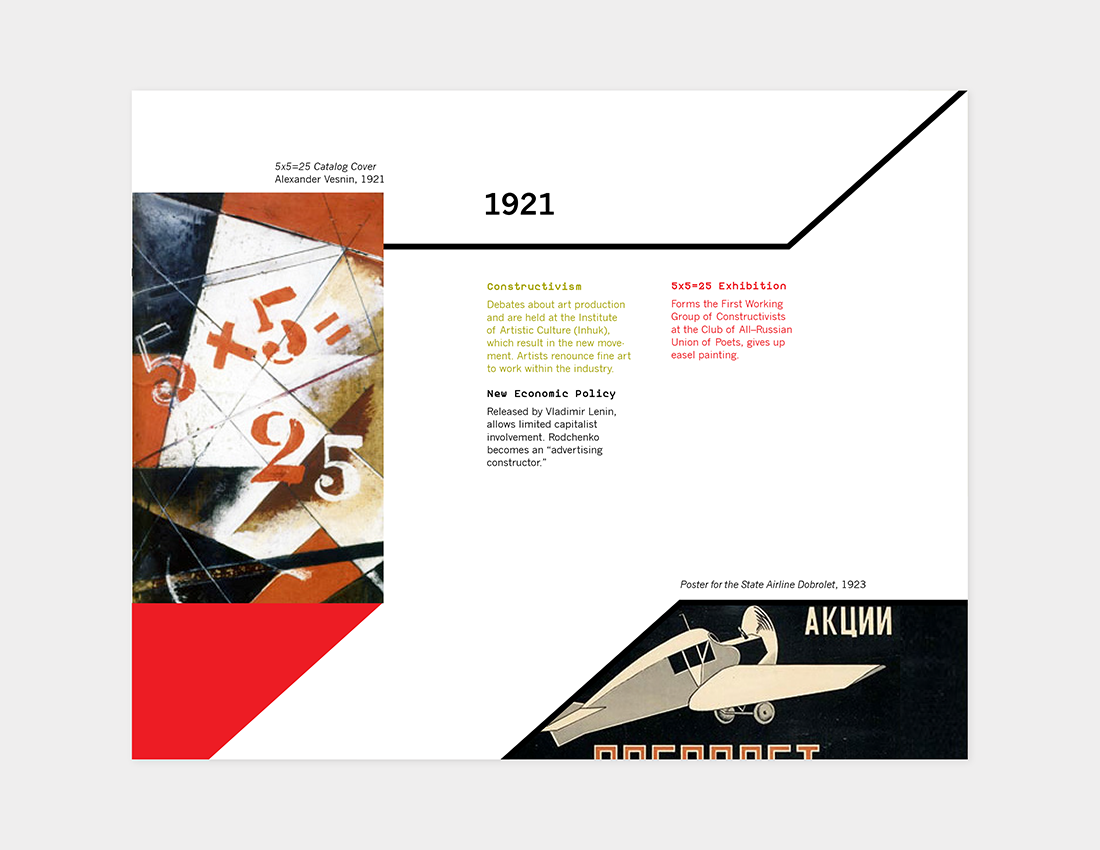 5x5=25 Catalog Cover
Alexander Vesnin, 1921
1921
5x5=
25
Constructivism
Debates about art production
and are held at the Institute
of Artistic Culture (Inhuk),
which result in the new move-
ment. Artists renounce fine art
to work within the industry.
New Economic Policy
Released by Vladimir Lenin,
allows limited capitalist
involvement. Rodchenko
becomes an “advertising
constructor.”
5x5=25 Exhibition
Forms the First Working
Group of Constructivists
at the Club of All–Russian
Union of Poets, gives up
easel painting.
Poster for the State Airline Dobrolet, 1923
АКЦИИ